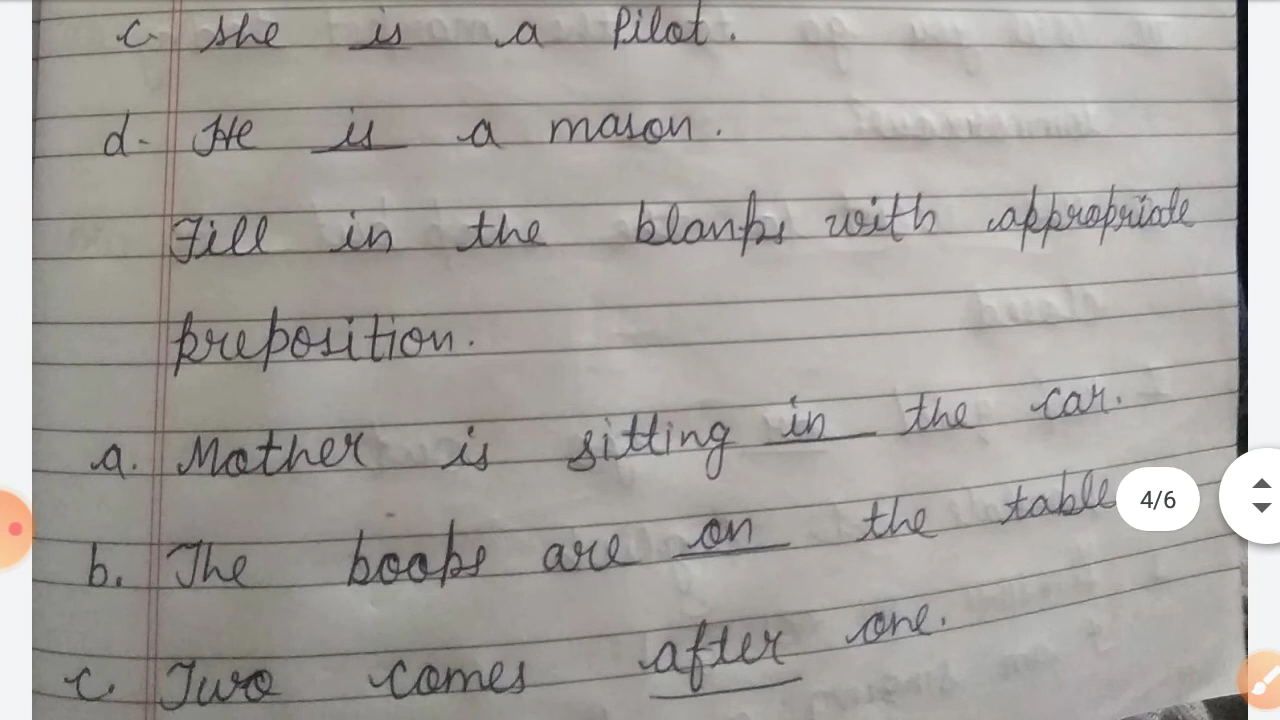 c. She is a Pilot.
d. He is a mason.
Fill in the blanks with appropriate
preposition.
a. Mother is sitting in the car.
b. The books are on the table
4/6
c. Two comes after one.